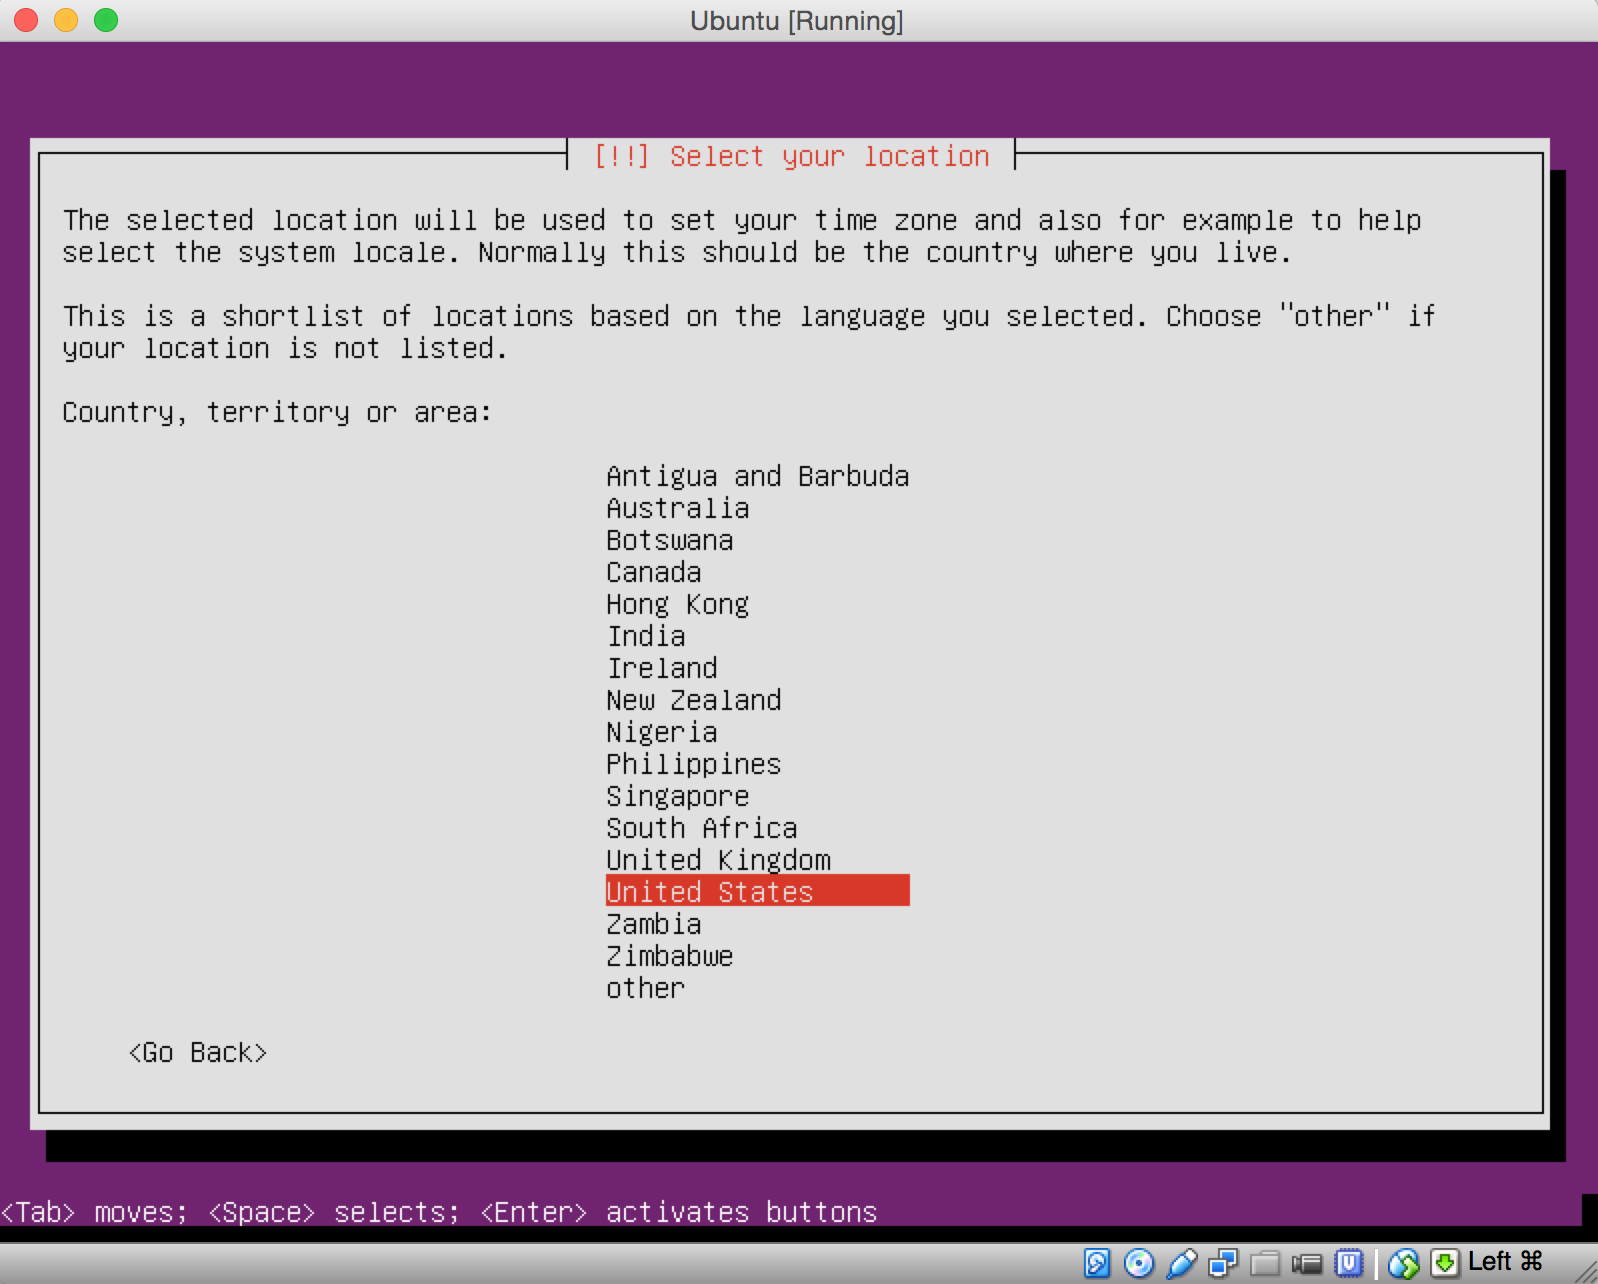 Ubuntu [Running]
[!!] Select your location
The selected location will be used to set your time zone and also for example to help
select the system locale. Normally this should be the country where you live.
This is a shortlist of locations based on the language you selected. Choose "other" if
your location is not listed.
Country, territory or area:
Antigua and Barbuda
Australia
Botswana
Canada
Hong Kong
India
Ireland
New Zealand
Nigeria
Philippines
Singapore
South Africa
United Kingdom
United States
Zambia
Zimbabwe
other
<Go Back>
<Tab> moves; <Space> selects; <Enter> activates buttons
Left ⌘